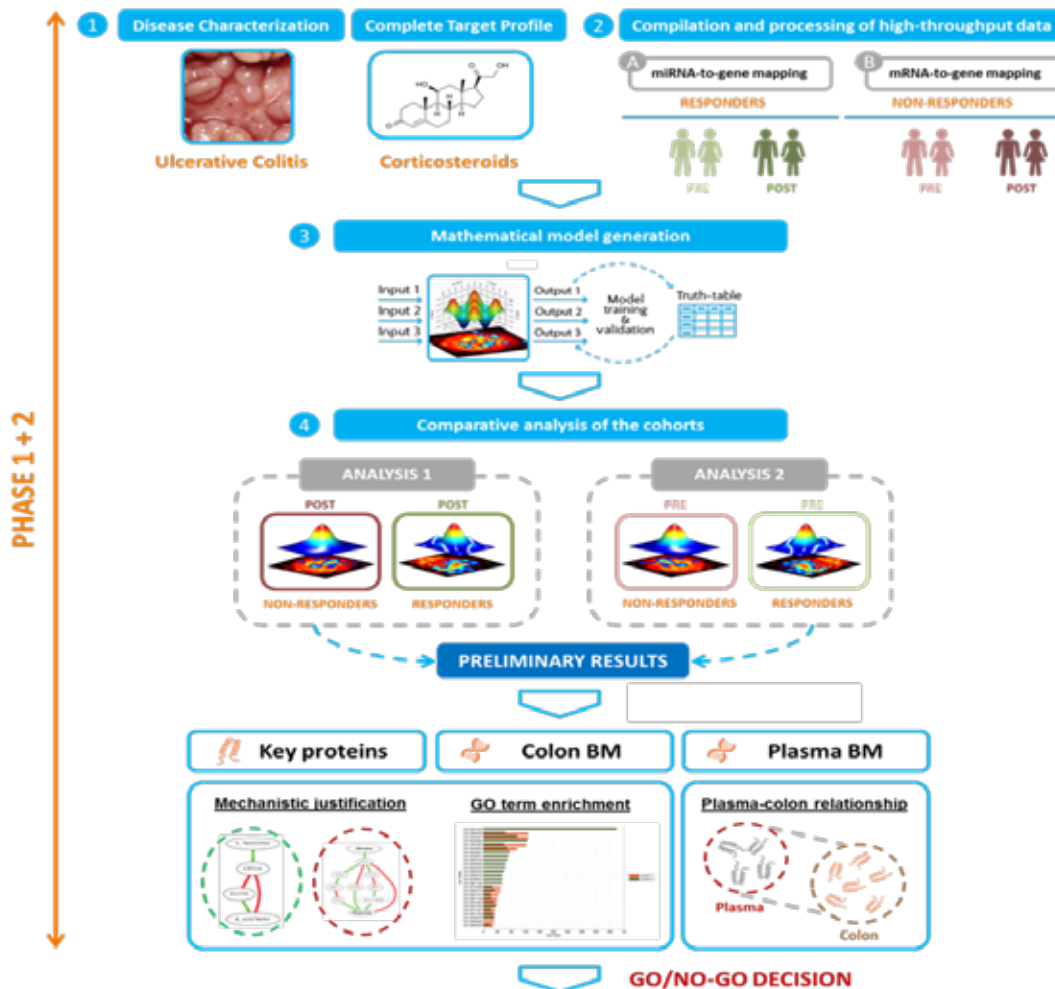 PHASE 1 + 2
1
Disease Characterization
Complete Target Profile
2
Compilation and processing of high-throughput data
Ulcerative Colitis
Corticosteroids
HO
OH
O
O
H
H
H
A
miRNA-to-gene mapping
RESPONDERS
PRE
POST
B
mRNA-to-gene mapping
NON-RESPONDERS
PRE
POST
3
Mathematical model generation
Input 1
Input 2
Input 3
Output 1
Output 2
Output 3
Model
training
&
validation
Truth-table
4
Comparative analysis of the cohorts
ANALYSIS 1
POST
POST
NON-RESPONDERS
RESPONDERS
ANALYSIS 2
PRE
PRE
NON-RESPONDERS
RESPONDERS
PRELIMINARY RESULTS
Key proteins
Colon BM
Plasma BM
Mechanistic justification
GO term enrichment
Plasma-colon relationship
Plasma
Colon
GO/NO-GO DECISION